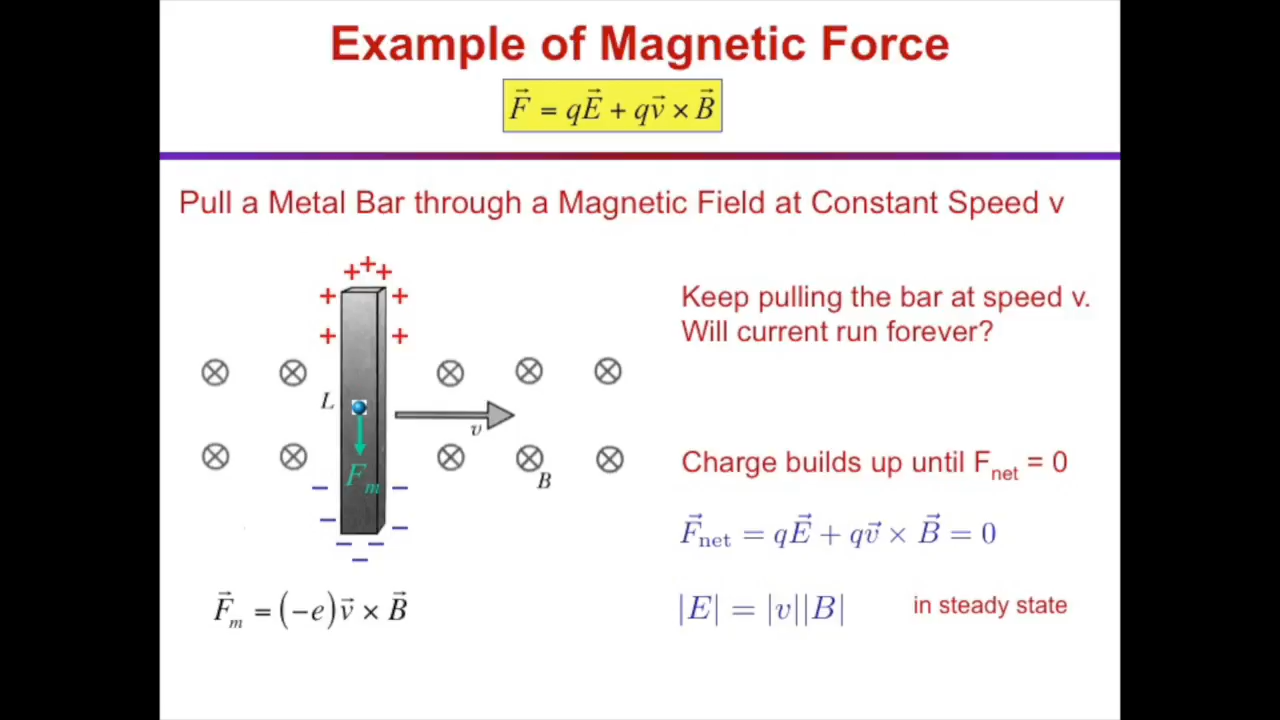 Example of Magnetic Force
F⃗ = qE⃗ + qv⃗ × B⃗
Pull a Metal Bar through a Magnetic Field at Constant Speed v
+ + +
+ +
+ +
L
v
B
F_m
− −
− −
− −
−
F⃗_m = (−e)v⃗ × B⃗
Keep pulling the bar at speed v.
Will current run forever?
Charge builds up until F_net = 0
F⃗_net = qE⃗ + qv⃗ × B⃗ = 0
|E| = |v||B| in steady state